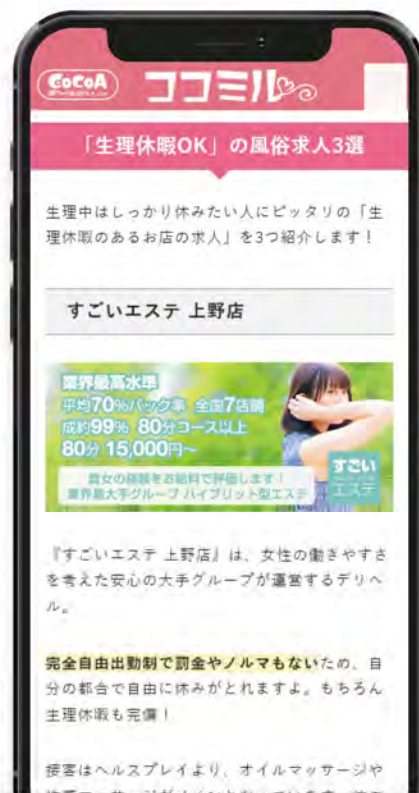 CoCoA
ココミル
「生理休暇OK」の風俗求人3選
生理中はしっかり休みたい人にピッタリの「生
理休暇のあるお店の求人」を3つ紹介します！
すごいエステ 上野店
業界最高水準
平均70%バック率 全国7店舗
成約99% 80分コース以上
80分 15,000円〜
貴女の経験をお給料で評価します！
業界最大手グループ ハイブリット型エステ
すごい
エステ
『すごいエステ 上野店』は、女性の働きやすさ
を考えた安心の大手グループが運営するデリヘ
ル。
完全自由出勤制で罰金やノルマもないため、自
分の都合で自由に休みがとれますよ。もちろん
生理休暇も完備！
接客はヘルスプレイより、オイルマッサージや